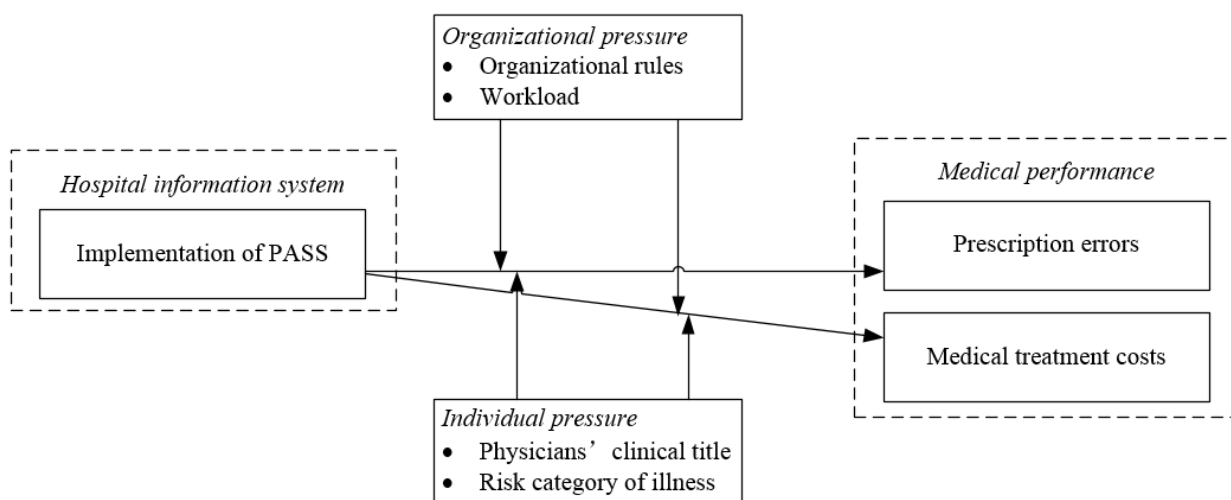 Organizational pressure
● Organizational rules
● Workload
Hospital information system
Implementation of PASS
Medical performance
Prescription errors
Medical treatment costs
Individual pressure
● Physicians’ clinical title
● Risk category of illness